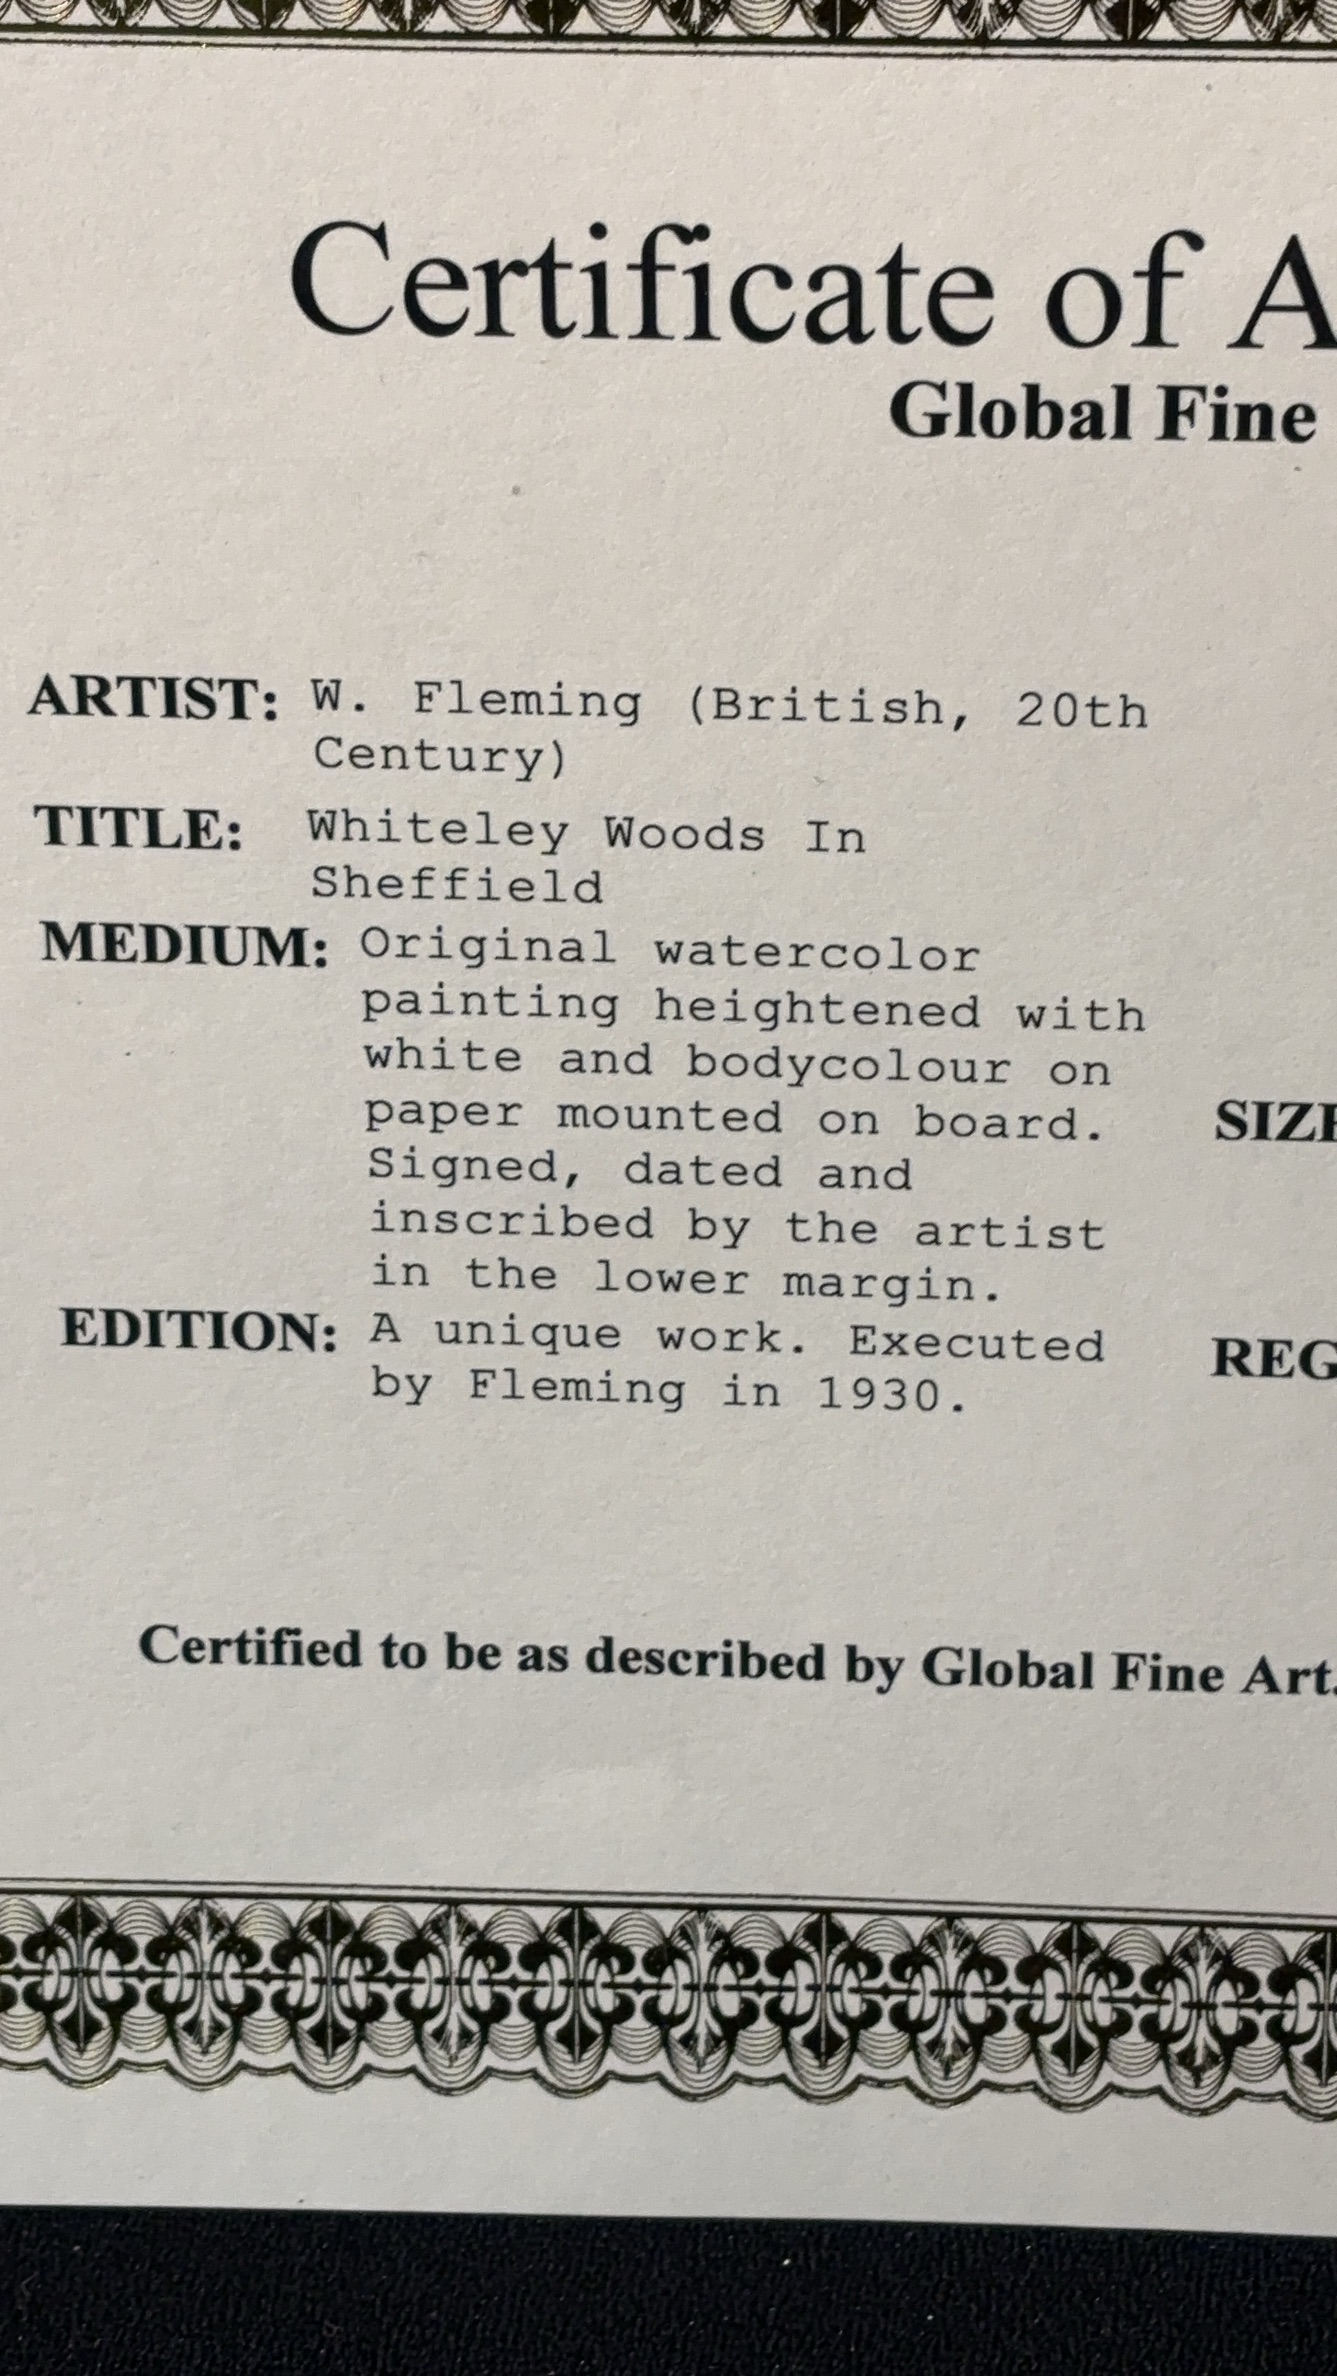 Certificate of A
Global Fine
ARTIST: W. Fleming (British, 20th
Century)
TITLE: Whiteley Woods In
Sheffield
MEDIUM: Original watercolor
painting heightened with
white and bodycolour on
paper mounted on board.
Signed, dated and
inscribed by the artist
in the lower margin.
SIZE
EDITION: A unique work. Executed
by Fleming in 1930.
REG
Certified to be as described by Global Fine Art.